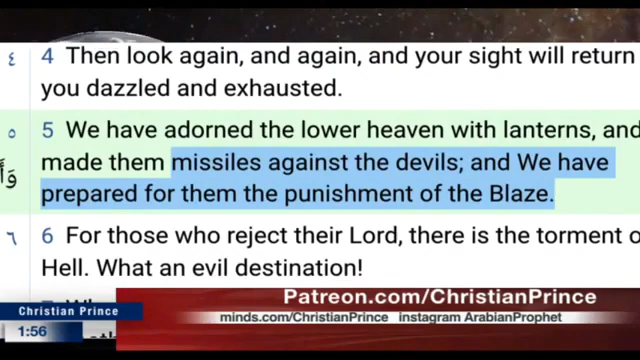 ٤ 4 Then look again, and again, and your sight will return
you dazzled and exhausted.
٥ 5 We have adorned the lower heaven with lanterns, and
made them missiles against the devils; and We have
prepared for them the punishment of the Blaze.
٦ 6 For those who reject their Lord, there is the torment
Hell. What an evil destination!
Patreon.com/ChristianPrince
Christian Prince
minds.com/ChristianPrince instagram ArabianProphet
1:56